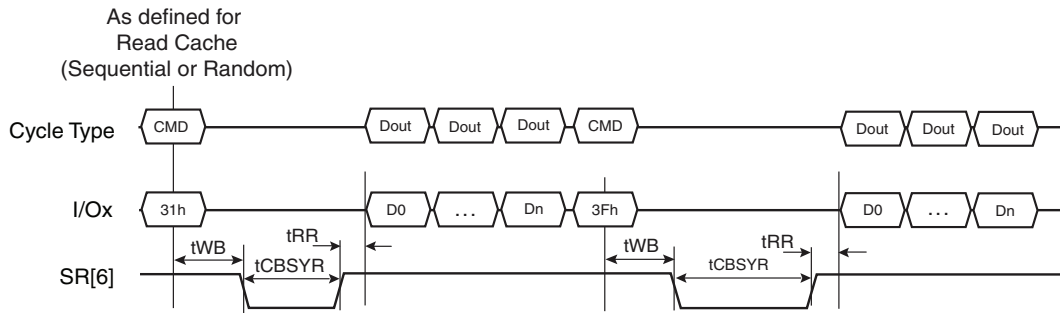 As defined for
Read Cache
(Sequential or Random)
Cycle Type CMD Dout Dout Dout CMD Dout Dout Dout
I/Ox 31h D0 ... Dn 3Fh D0 ... Dn
tWB tRR tWB tRR
tCBSYR tCBSYR
SR[6]